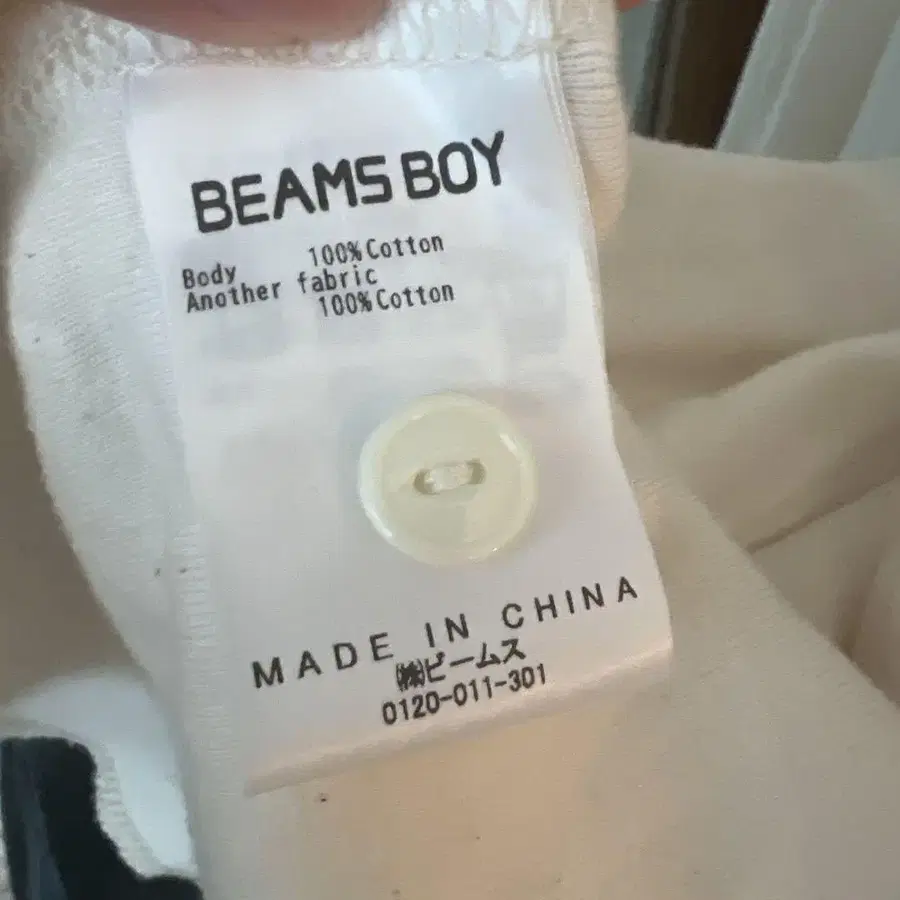 BEAMS BOY
Body 100% Cotton
Another fabric
100% Cotton
MADE IN CHINA
㈱ビームス
0120-011-301